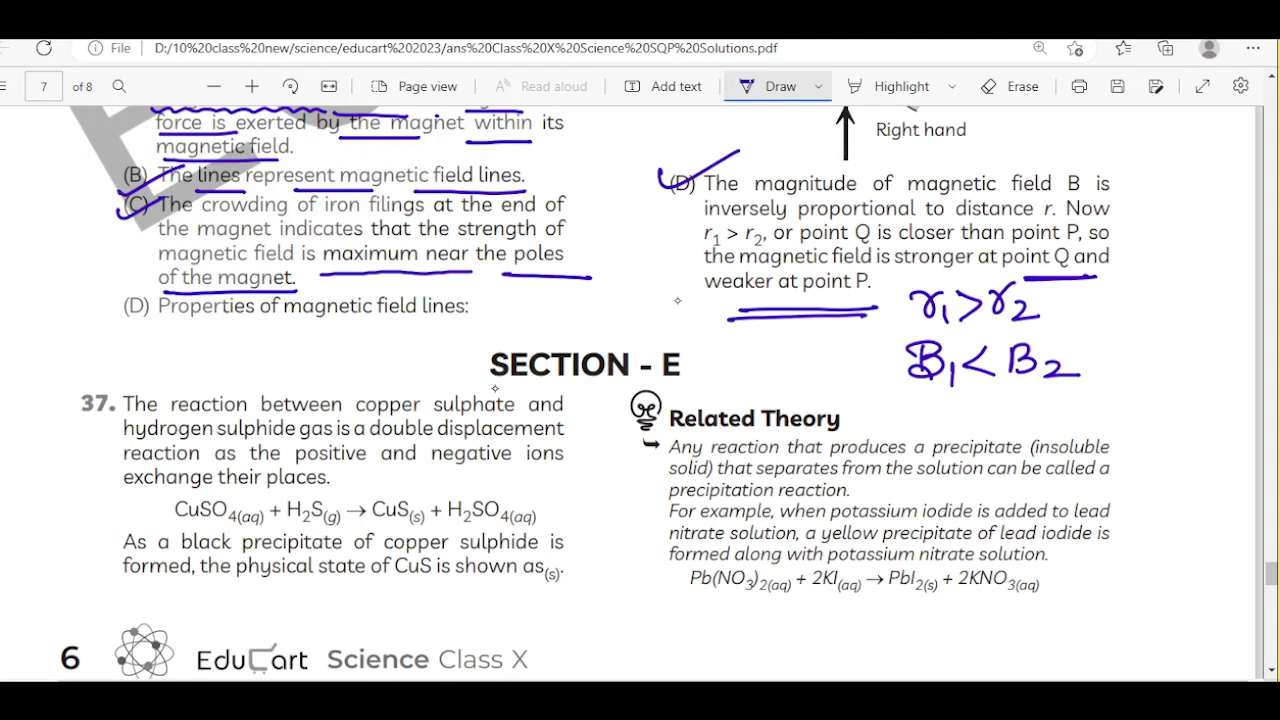 File
D:/10%20class%20new/science/educart%202023/ans%20Class%20X%20Science%20SQP%20Solutions.pdf
7 of 8
Page view
Read aloud
Add text
Draw
Highlight
Erase
force is exerted by the magnet within its
magnetic field.
(B) The lines represent magnetic field lines.
(C) The crowding of iron filings at the end of
the magnet indicates that the strength of
magnetic field is maximum near the poles
of the magnet.
(D) Properties of magnetic field lines:
Right hand
(D) The magnitude of magnetic field B is
inversely proportional to distance r. Now
r₁ > r₂, or point Q is closer than point P, so
the magnetic field is stronger at point Q and
weaker at point P.
r₁ > r₂
B₁ < B₂
SECTION - E
37. The reaction between copper sulphate and
hydrogen sulphide gas is a double displacement
reaction as the positive and negative ions
exchange their places.
CuSO₄(aq) + H₂S(g) → CuS(s) + H₂SO₄(aq)
As a black precipitate of copper sulphide is
formed, the physical state of CuS is shown as(s).
Related Theory
Any reaction that produces a precipitate (insoluble
solid) that separates from the solution can be called a
precipitation reaction.
For example, when potassium iodide is added to lead
nitrate solution, a yellow precipitate of lead iodide is
formed along with potassium nitrate solution.
Pb(NO₃)₂(aq) + 2KI(aq) → PbI₂(s) + 2KNO₃(aq)
6 EduCart Science Class X